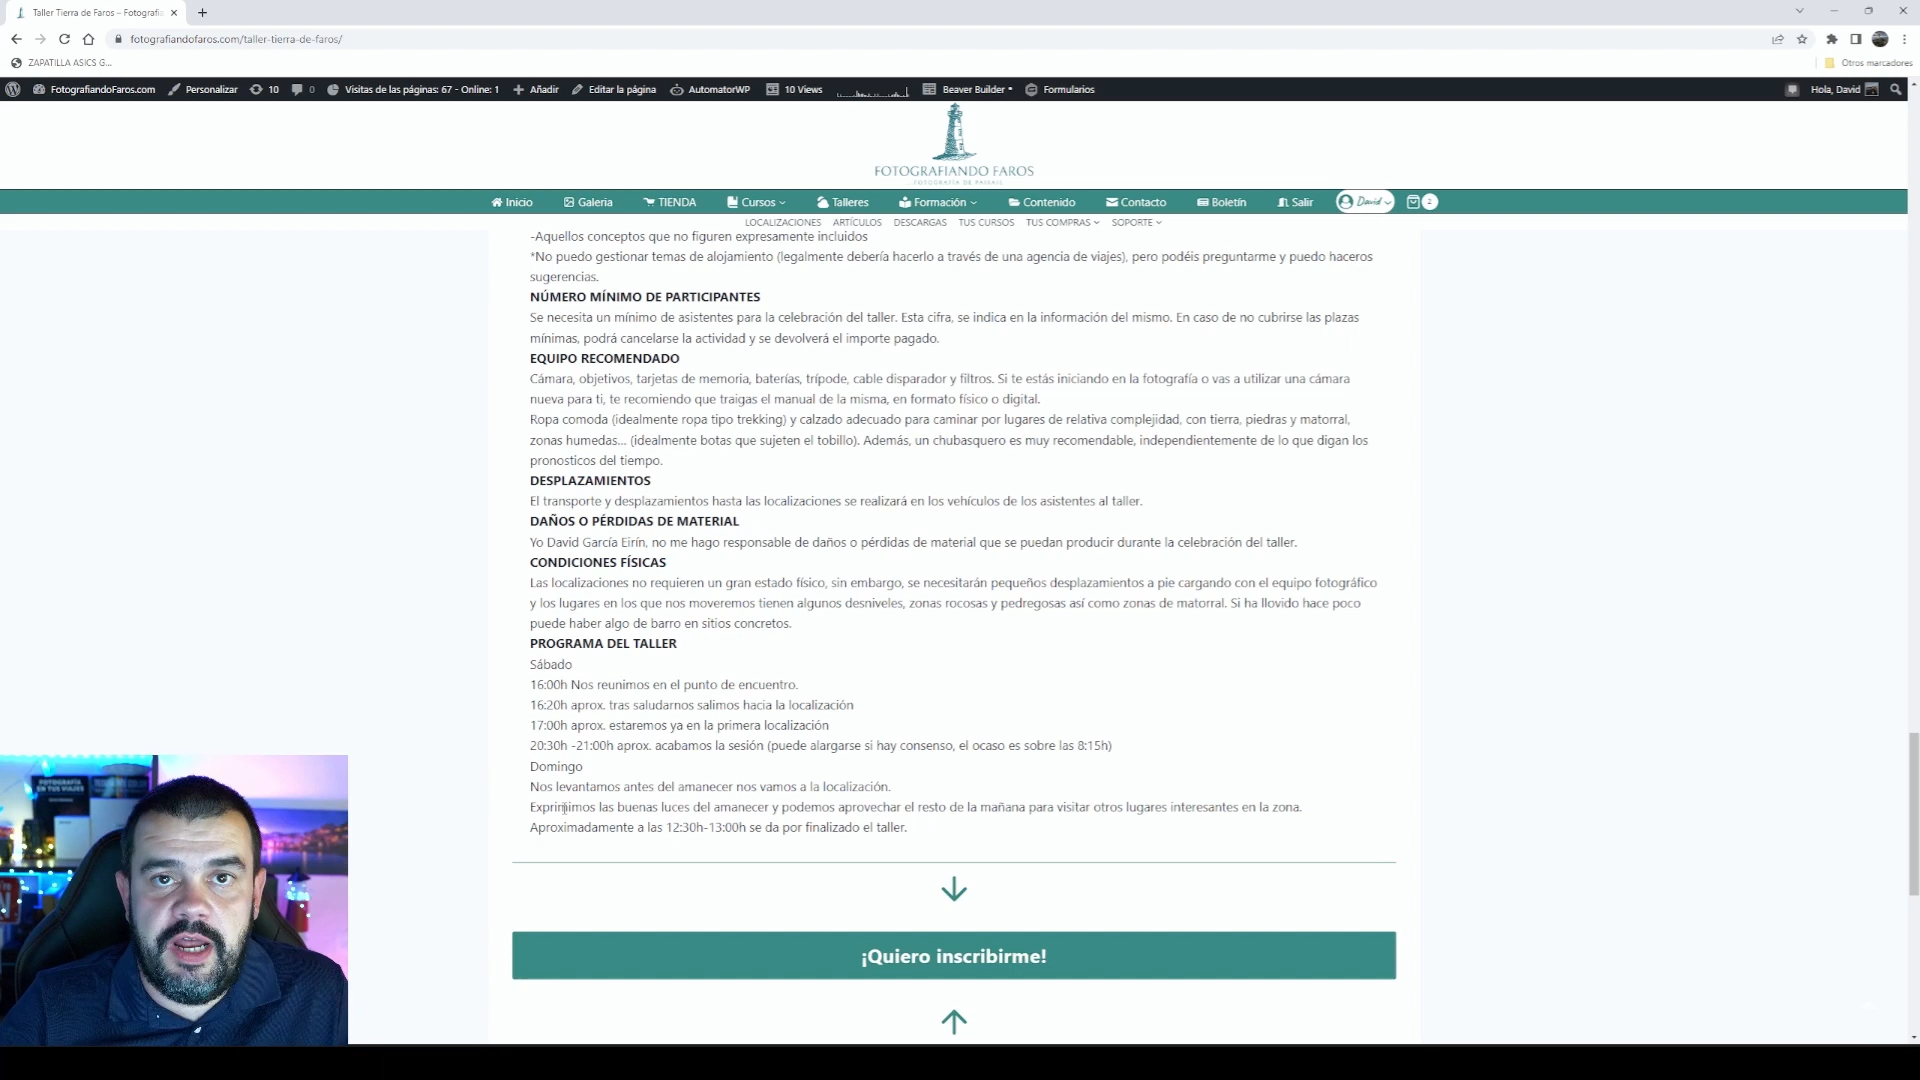 Taller Tierra de Faros – Fotografi
fotografiandofaros.com/taller-tierra-de-faros/
ZAPATILLA ASICS G...
Otros marcadores
FotografiandoFaros.com Personalizar 10 0 Visitas de las páginas: 67 - Online: 1 Añadir Editar la página AutomatorWP 10 Views Beaver Builder Formularios Hola, David
FOTOGRAFIANDO FAROS
FOTOGRAFÍA DE PAISAJE
Inicio Galeria TIENDA Cursos Talleres Formación Contenido Contacto Boletín Salir David 2
LOCALIZACIONES ARTÍCULOS DESCARGAS TUS CURSOS TUS COMPRAS SOPORTE
-Aquellos conceptos que no figuren expresamente incluidos
*No puedo gestionar temas de alojamiento (legalmente debería hacerlo a través de una agencia de viajes), pero podéis preguntarme y puedo haceros
sugerencias.
NÚMERO MÍNIMO DE PARTICIPANTES
Se necesita un mínimo de asistentes para la celebración del taller. Esta cifra, se indica en la información del mismo. En caso de no cubrirse las plazas
mínimas, podrá cancelarse la actividad y se devolverá el importe pagado.
EQUIPO RECOMENDADO
Cámara, objetivos, tarjetas de memoria, baterías, trípode, cable disparador y filtros. Si te estás iniciando en la fotografía o vas a utilizar una cámara
nueva para ti, te recomiendo que traigas el manual de la misma, en formato físico o digital.
Ropa comoda (idealmente ropa tipo trekking) y calzado adecuado para caminar por lugares de relativa complejidad, con tierra, piedras y matorral,
zonas humedas... (idealmente botas que sujeten el tobillo). Además, un chubasquero es muy recomendable, independientemente de lo que digan los
pronosticos del tiempo.
DESPLAZAMIENTOS
El transporte y desplazamientos hasta las localizaciones se realizará en los vehículos de los asistentes al taller.
DAÑOS O PÉRDIDAS DE MATERIAL
Yo David García Eirín, no me hago responsable de daños o pérdidas de material que se puedan producir durante la celebración del taller.
CONDICIONES FÍSICAS
Las localizaciones no requieren un gran estado físico, sin embargo, se necesitarán pequeños desplazamientos a pie cargando con el equipo fotográfico
y los lugares en los que nos moveremos tienen algunos desniveles, zonas rocosas y pedregosas así como zonas de matorral. Si ha llovido hace poco
puede haber algo de barro en sitios concretos.
PROGRAMA DEL TALLER
Sábado
16:00h Nos reunimos en el punto de encuentro.
16:20h aprox. tras saludarnos salimos hacia la localización
17:00h aprox. estaremos ya en la primera localización
20:30h -21:00h aprox. acabamos la sesión (puede alargarse si hay consenso, el ocaso es sobre las 8:15h)
Domingo
Nos levantamos antes del amanecer nos vamos a la localización.
Exprimimos las buenas luces del amanecer y podemos aprovechar el resto de la mañana para visitar otros lugares interesantes en la zona.
Aproximadamente a las 12:30h-13:00h se da por finalizado el taller.
¡Quiero inscribirme!